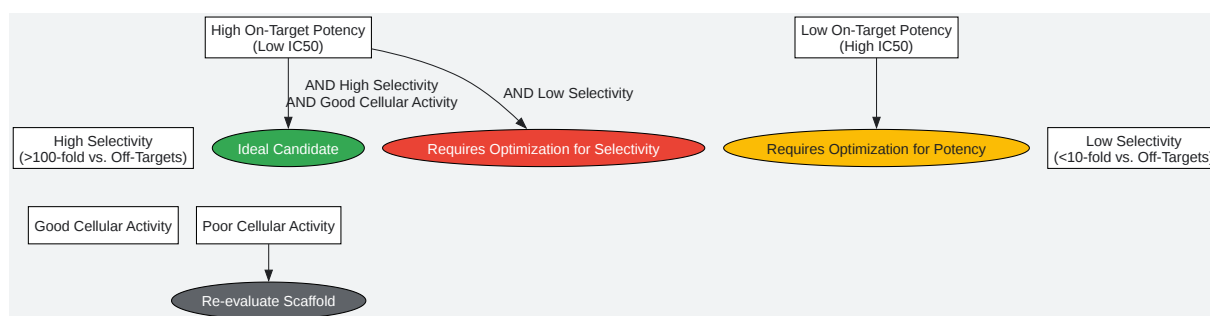 High On-Target Potency
(Low IC50)
Low On-Target Potency
(High IC50)
AND High Selectivity
AND Good Cellular Activity
AND Low Selectivity
High Selectivity
(>100-fold vs. Off-Targets)
Ideal Candidate
Requires Optimization for Selectivity
Requires Optimization for Potency
Low Selectivity
(<10-fold vs. Off-Targets)
Good Cellular Activity
Poor Cellular Activity
Re-evaluate Scaffold